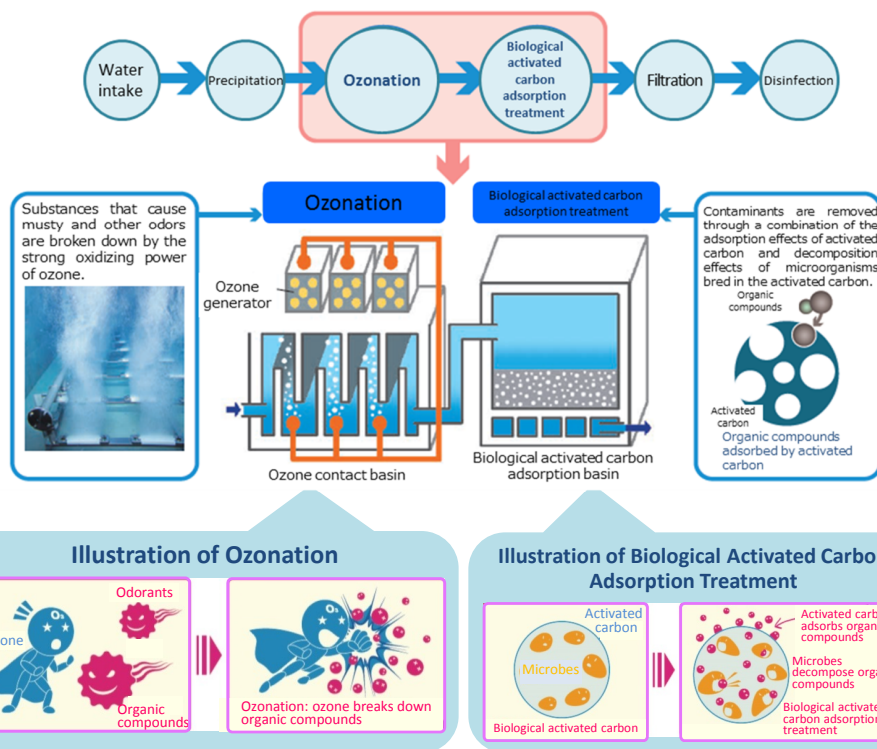 Water
intake
Precipitation
Ozonation
Biological
activated
carbon
adsorption
treatment
Filtration
Disinfection
Ozonation
Biological activated carbon
adsorption treatment
Substances that cause
musty and other odors
are broken down by the
strong oxidizing power
of ozone.
Ozone
generator
Ozone contact basin
Biological activated carbon
adsorption basin
Contaminants are removed
through a combination of the
adsorption effects of activated
carbon and decomposition
effects of microorganisms
bred in the activated carbon.
Organic
compounds
Activated
carbon
Organic compounds
adsorbed by activated
carbon
Illustration of Ozonation
one
O₃
Odorants
Organic
compounds
O₃
Ozonation: ozone breaks down
organic compounds
Illustration of Biological Activated Carbo
Adsorption Treatment
Activated
carbon
Microbes
Biological activated carbon
Activated carb
adsorbs organ
compounds
Microbes
decompose orga
compounds
Biological activate
carbon adsorption
treatment